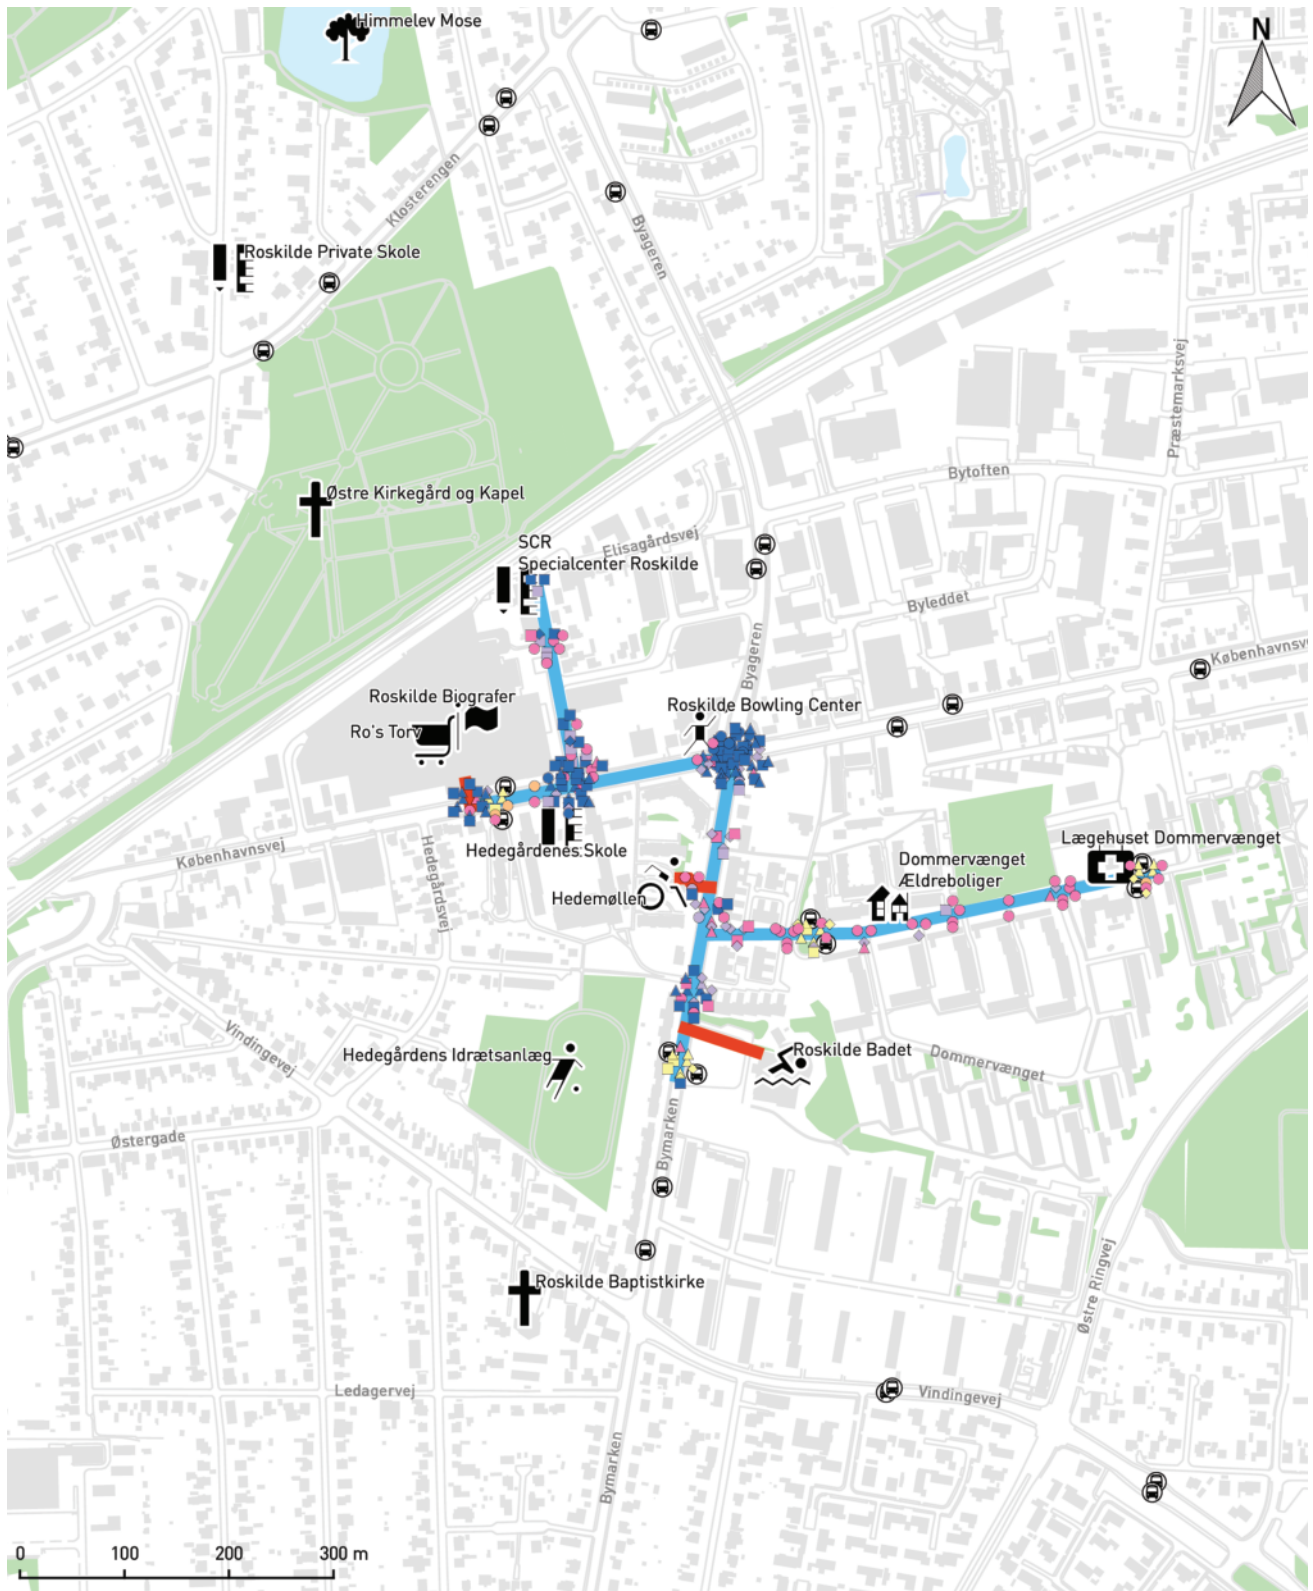 Himmelev Mose
N
Klosterengen
Byageren
Roskilde Private Skole
Præstemarksvej
Bytoften
Østre Kirkegård og Kapel
SCR
Specialcenter Roskilde
Elisagårdsvej
Byleddet
Byageren
Københavnsv
Roskilde Biografer
Roskilde Bowling Center
Ro's Torv
Københavnsvej
Hedegårdsvej
Hedegårdenes Skole
Lægehuset Dommervænget
Dommervænget
Ældreboliger
Hedemøllen
Vindingevej
Hedegårdens Idrætsanlæg
Roskilde Badet
Dommervænget
Østergade
Bymarken
Østre Ringvej
Roskilde Baptistkirke
Ledagervej
Vindingevej
Bymarken
0 100 200 300 m